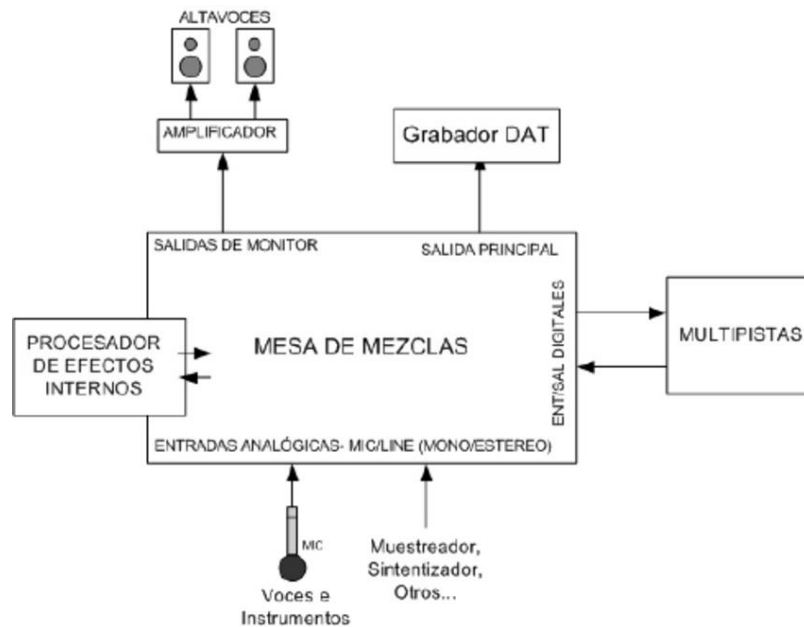 ALTAVOCES
AMPLIFICADOR
Grabador DAT
SALIDAS DE MONITOR
SALIDA PRINCIPAL
PROCESADOR
DE EFECTOS
INTERNOS
MESA DE MEZCLAS
ENT/SAL DIGITALES
MULTIPISTAS
ENTRADAS ANALÓGICAS- MIC/LINE (MONO/ESTEREO)
MIC
Voces e
Instrumentos
Muestreador,
Sintentizador,
Otros...